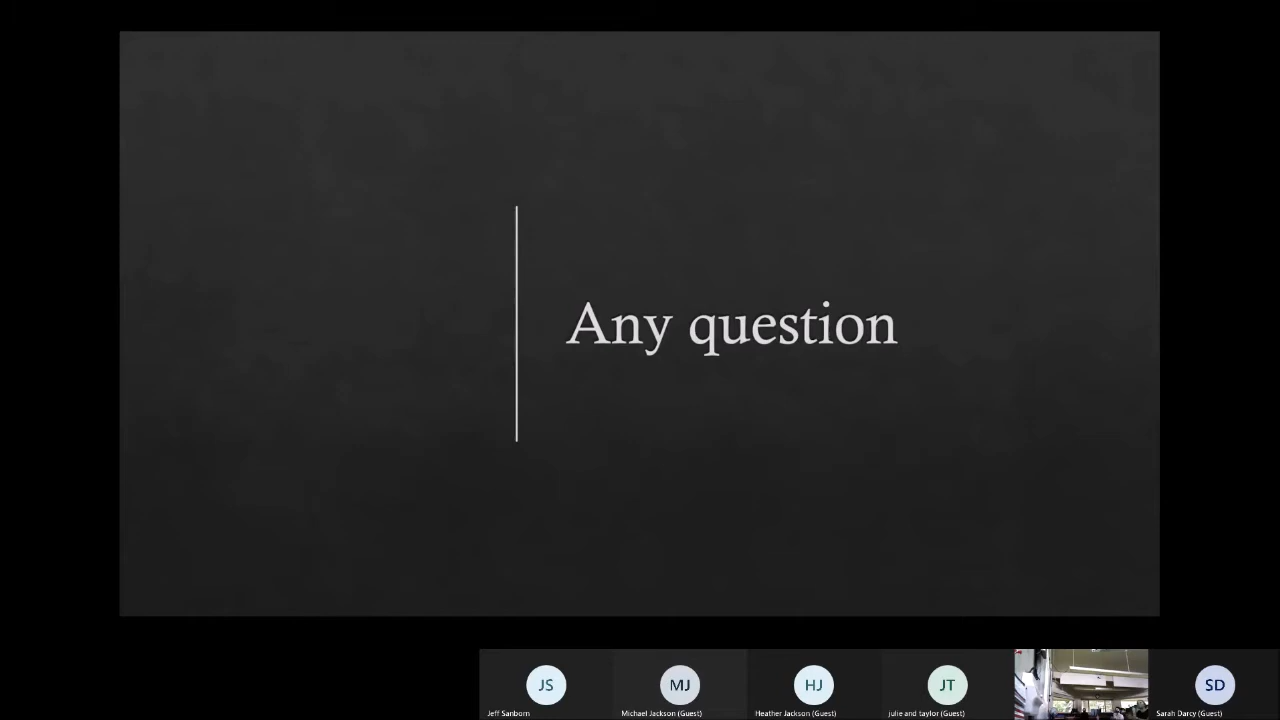 Any question
JS
MJ
HJ
JT
SD
Jeff Sanborn
Michael Jackson (Guest)
Heather Jackson (Guest)
julie and taylor (Guest)
Sarah Darcy (Guest)